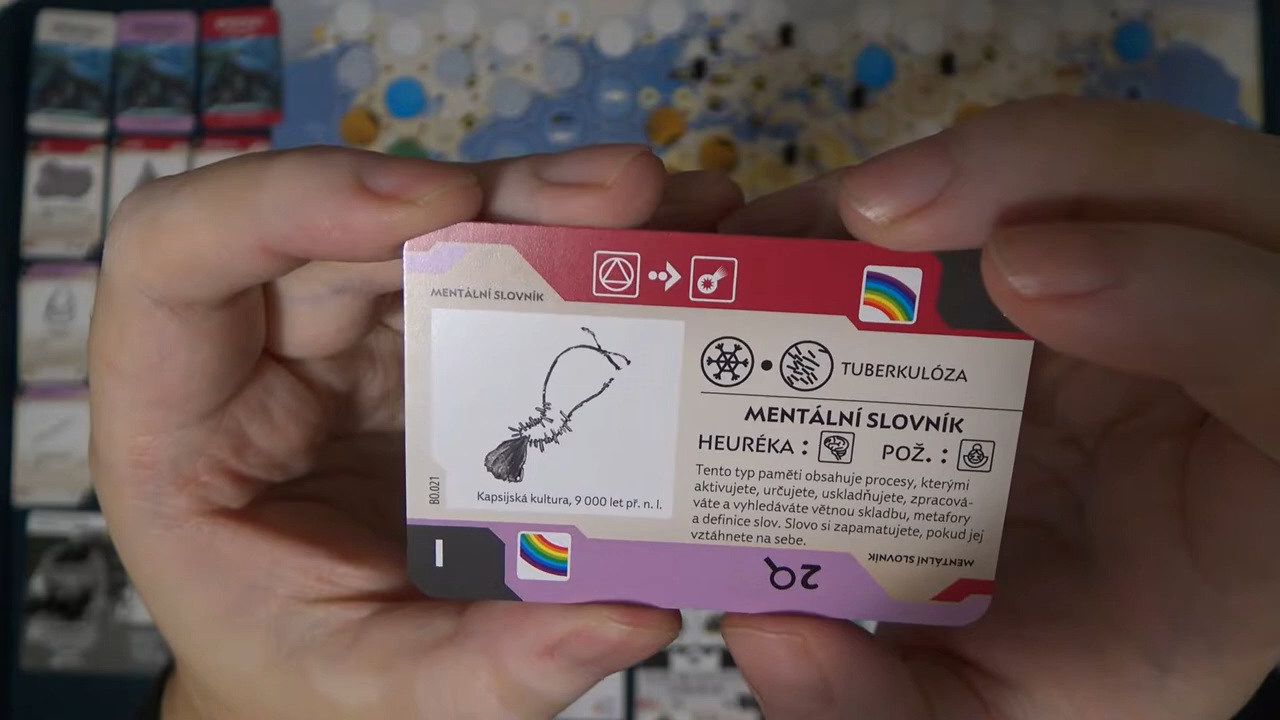 MENTÁLNÍ SLOVNÍK
TUBERKULÓZA
MENTÁLNÍ SLOVNÍK
HEURÉKA : POŽ. :
Tento typ paměti obsahuje procesy, kterými
aktivujete, určujete, uskladňujete, zpracová-
váte a vyhledáváte větnou skladbu, metafory
a definice slov. Slovo si zapamatujete, pokud jej
vztáhnete na sebe.
Kapsijská kultura, 9 000 let př. n. l.
B0.021
I
2
MENTÁLNÍ SLOVNÍK